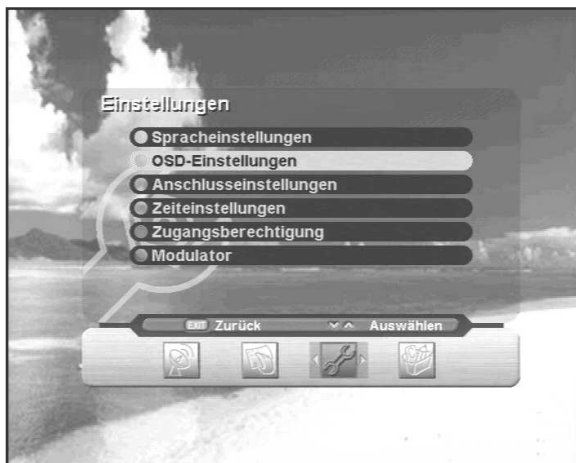 Einstellungen
Spracheinstellungen
OSD-Einstellungen
Anschlusseinstellungen
Zeiteinstellungen
Zugangsberechtigung
Modulator
EXIT Zurück Auswählen